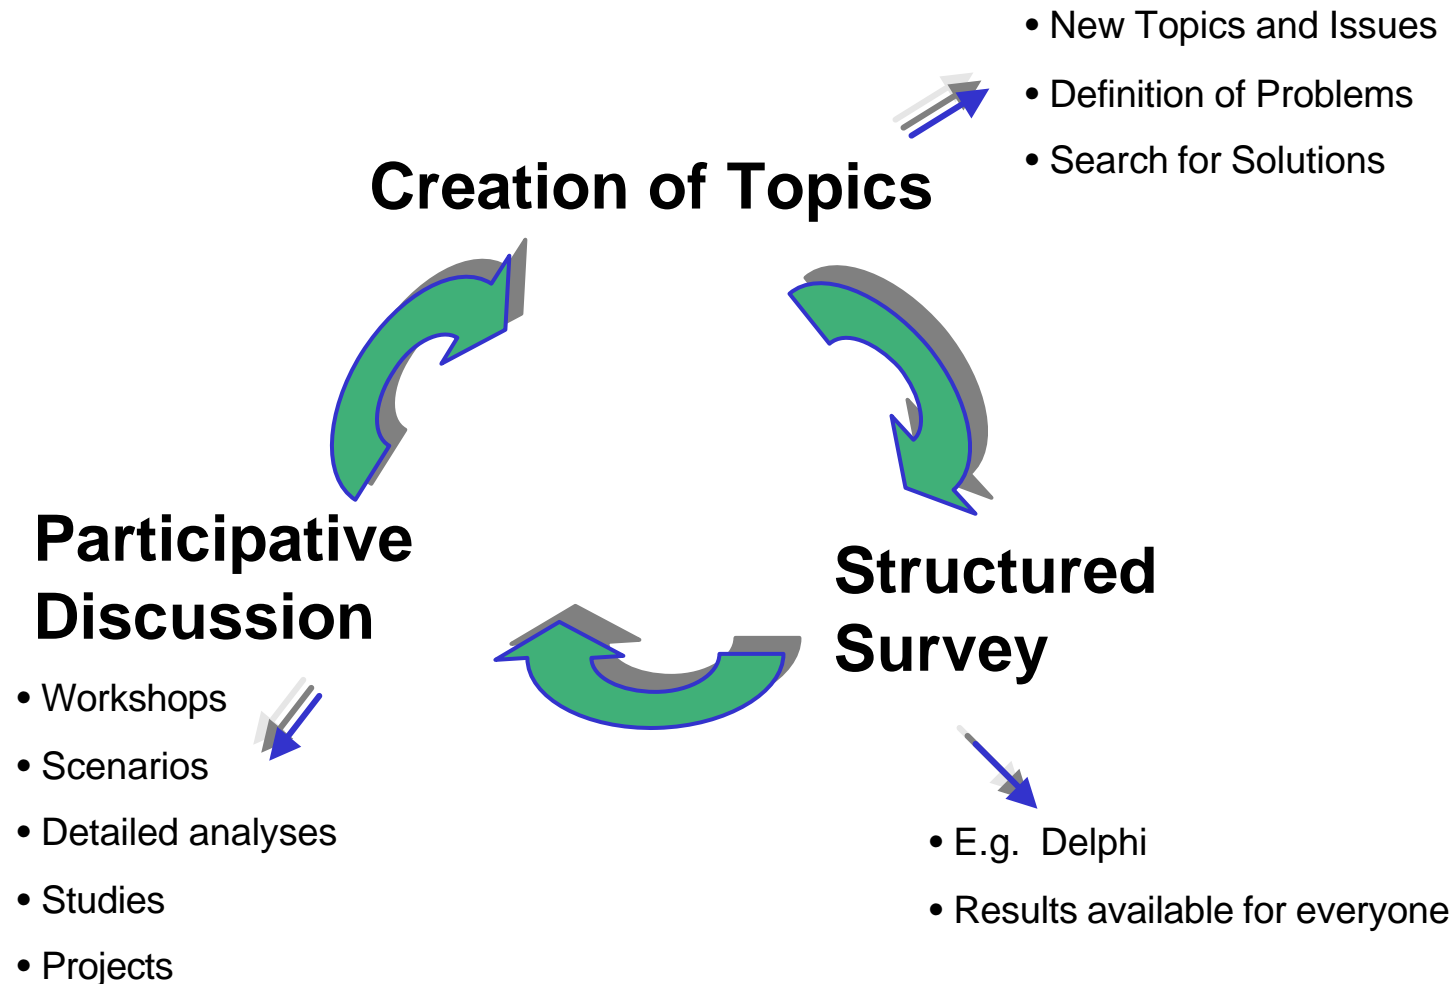 • New Topics and Issues
• Definition of Problems
• Search for Solutions
Creation of Topics
Participative
Discussion
• Workshops
• Scenarios
• Detailed analyses
• Studies
• Projects
Structured
Survey
• E.g.  Delphi
• Results available for everyone